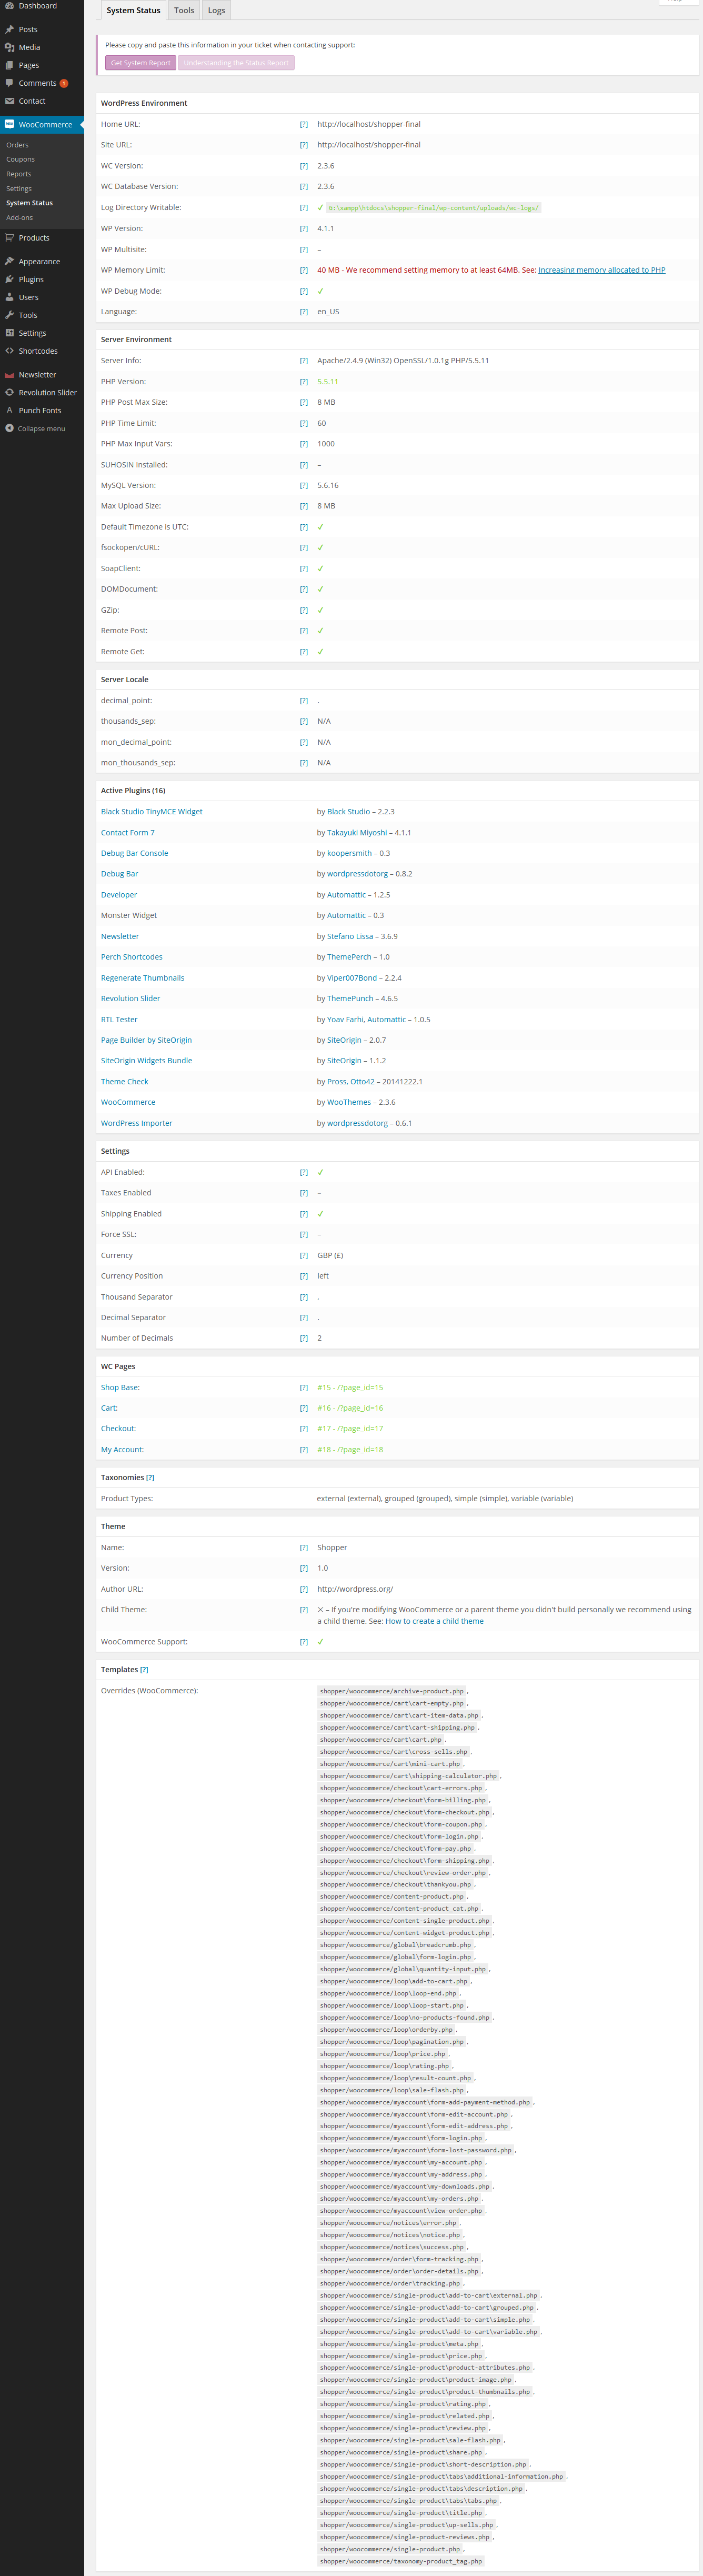 Dashboard
Posts
Media
Pages
Comments 1
Contact
WooCommerce
Orders
Coupons
Reports
Settings
System Status
Add-ons
Products
Appearance
Plugins
Users
Tools
Settings
Shortcodes
Newsletter
Revolution Slider
Punch Fonts
Collapse menu
System Status Tools Logs
Please copy and paste this information in your ticket when contacting support:
Get System Report Understanding the Status Report
WordPress Environment
Home URL: [?] http://localhost/shopper-final
Site URL: [?] http://localhost/shopper-final
WC Version: [?] 2.3.6
WC Database Version: [?] 2.3.6
Log Directory Writable: [?] ✓ D:\xampp\htdocs\shopper-final/wp-content/uploads/wc-logs/
WP Version: [?] 4.1.1
WP Multisite: [?] –
WP Memory Limit: [?] 40 MB - We recommend setting memory to at least 64MB. See: Increasing memory allocated to PHP
WP Debug Mode: [?] ✓
Language: [?] en_US
Server Environment
Server Info: [?] Apache/2.4.9 (Win32) OpenSSL/1.0.1g PHP/5.5.11
PHP Version: [?] 5.5.11
PHP Post Max Size: [?] 8 MB
PHP Time Limit: [?] 60
PHP Max Input Vars: [?] 1000
SUHOSIN Installed: [?] –
MySQL Version: [?] 5.6.16
Max Upload Size: [?] 8 MB
Default Timezone is UTC: [?] ✓
fsockopen/cURL: [?] ✓
SoapClient: [?] ✓
DOMDocument: [?] ✓
GZip: [?] ✓
Remote Post: [?] ✓
Remote Get: [?] ✓
Server Locale
decimal_point: [?] .
thousands_sep: [?] N/A
mon_decimal_point: [?] N/A
mon_thousands_sep: [?] N/A
Active Plugins (16)
Black Studio TinyMCE Widget by Black Studio – 2.2.3
Contact Form 7 by Takayuki Miyoshi – 4.1.1
Debug Bar Console by koopersmith – 0.3
Debug Bar by wordpressdotorg – 0.8.2
Developer by Automattic – 1.2.5
Monster Widget by Automattic – 0.3
Newsletter by Stefano Lissa – 3.6.9
Perch Shortcodes by ThemePerch – 1.0
Regenerate Thumbnails by Viper007Bond – 2.2.4
Revolution Slider by ThemePunch – 4.6.5
RTL Tester by Yoav Farhi, Automattic – 1.0.5
Page Builder by SiteOrigin by SiteOrigin – 2.0.7
SiteOrigin Widgets Bundle by SiteOrigin – 1.1.2
Theme Check by Pross, Otto42 – 20141222.1
WooCommerce by WooThemes – 2.3.6
WordPress Importer by wordpressdotorg – 0.6.1
Settings
API Enabled: [?] ✓
Taxes Enabled [?] –
Shipping Enabled [?] ✓
Force SSL: [?] –
Currency [?] GBP (£)
Currency Position [?] left
Thousand Separator [?] ,
Decimal Separator [?] .
Number of Decimals [?] 2
WC Pages
Shop Base: [?] #15 - /?page_id=15
Cart: [?] #16 - /?page_id=16
Checkout: [?] #17 - /?page_id=17
My Account: [?] #18 - /?page_id=18
Taxonomies [?]
Product Types: external (external), grouped (grouped), simple (simple), variable (variable)
Theme
Name: [?] Shopper
Version: [?] 1.0
Author URL: [?] http://wordpress.org/
Child Theme: [?] ✕ – If you're modifying WooCommerce or a parent theme you didn't build personally we recommend using
a child theme. See: How to create a child theme
WooCommerce Support: [?] ✓
Templates [?]
Overrides (WooCommerce): shopper/woocommerce/archive-product.php ,
shopper/woocommerce/cart\cart-empty.php ,
shopper/woocommerce/cart\cart-item-data.php ,
shopper/woocommerce/cart\cart-shipping.php ,
shopper/woocommerce/cart\cart.php ,
shopper/woocommerce/cart\cross-sells.php ,
shopper/woocommerce/cart\mini-cart.php ,
shopper/woocommerce/cart\shipping-calculator.php ,
shopper/woocommerce/checkout\cart-errors.php ,
shopper/woocommerce/checkout\form-billing.php ,
shopper/woocommerce/checkout\form-checkout.php ,
shopper/woocommerce/checkout\form-coupon.php ,
shopper/woocommerce/checkout\form-login.php ,
shopper/woocommerce/checkout\form-pay.php ,
shopper/woocommerce/checkout\form-shipping.php ,
shopper/woocommerce/checkout\review-order.php ,
shopper/woocommerce/checkout\thankyou.php ,
shopper/woocommerce/content-product.php ,
shopper/woocommerce/content-product_cat.php ,
shopper/woocommerce/content-single-product.php ,
shopper/woocommerce/content-widget-product.php ,
shopper/woocommerce/global\breadcrumb.php ,
shopper/woocommerce/global\form-login.php ,
shopper/woocommerce/global\quantity-input.php ,
shopper/woocommerce/loop\add-to-cart.php ,
shopper/woocommerce/loop\loop-end.php ,
shopper/woocommerce/loop\loop-start.php ,
shopper/woocommerce/loop\no-products-found.php ,
shopper/woocommerce/loop\orderby.php ,
shopper/woocommerce/loop\pagination.php ,
shopper/woocommerce/loop\price.php ,
shopper/woocommerce/loop\rating.php ,
shopper/woocommerce/loop\result-count.php ,
shopper/woocommerce/loop\sale-flash.php ,
shopper/woocommerce/myaccount\form-add-payment-method.php ,
shopper/woocommerce/myaccount\form-edit-account.php ,
shopper/woocommerce/myaccount\form-edit-address.php ,
shopper/woocommerce/myaccount\form-login.php ,
shopper/woocommerce/myaccount\form-lost-password.php ,
shopper/woocommerce/myaccount\my-account.php ,
shopper/woocommerce/myaccount\my-address.php ,
shopper/woocommerce/myaccount\my-downloads.php ,
shopper/woocommerce/myaccount\my-orders.php ,
shopper/woocommerce/myaccount\view-order.php ,
shopper/woocommerce/notices\error.php ,
shopper/woocommerce/notices\notice.php ,
shopper/woocommerce/notices\success.php ,
shopper/woocommerce/order\form-tracking.php ,
shopper/woocommerce/order\order-details.php ,
shopper/woocommerce/order\tracking.php ,
shopper/woocommerce/single-product\add-to-cart\external.php ,
shopper/woocommerce/single-product\add-to-cart\grouped.php ,
shopper/woocommerce/single-product\add-to-cart\simple.php ,
shopper/woocommerce/single-product\add-to-cart\variable.php ,
shopper/woocommerce/single-product\meta.php ,
shopper/woocommerce/single-product\price.php ,
shopper/woocommerce/single-product\product-attributes.php ,
shopper/woocommerce/single-product\product-image.php ,
shopper/woocommerce/single-product\product-thumbnails.php ,
shopper/woocommerce/single-product\rating.php ,
shopper/woocommerce/single-product\related.php ,
shopper/woocommerce/single-product\review.php ,
shopper/woocommerce/single-product\sale-flash.php ,
shopper/woocommerce/single-product\share.php ,
shopper/woocommerce/single-product\short-description.php ,
shopper/woocommerce/single-product\tabs\additional-information.php ,
shopper/woocommerce/single-product\tabs\description.php ,
shopper/woocommerce/single-product\tabs\tabs.php ,
shopper/woocommerce/single-product\title.php ,
shopper/woocommerce/single-product\up-sells.php ,
shopper/woocommerce/single-product-reviews.php ,
shopper/woocommerce/single-product.php ,
shopper/woocommerce/taxonomy-product_tag.php